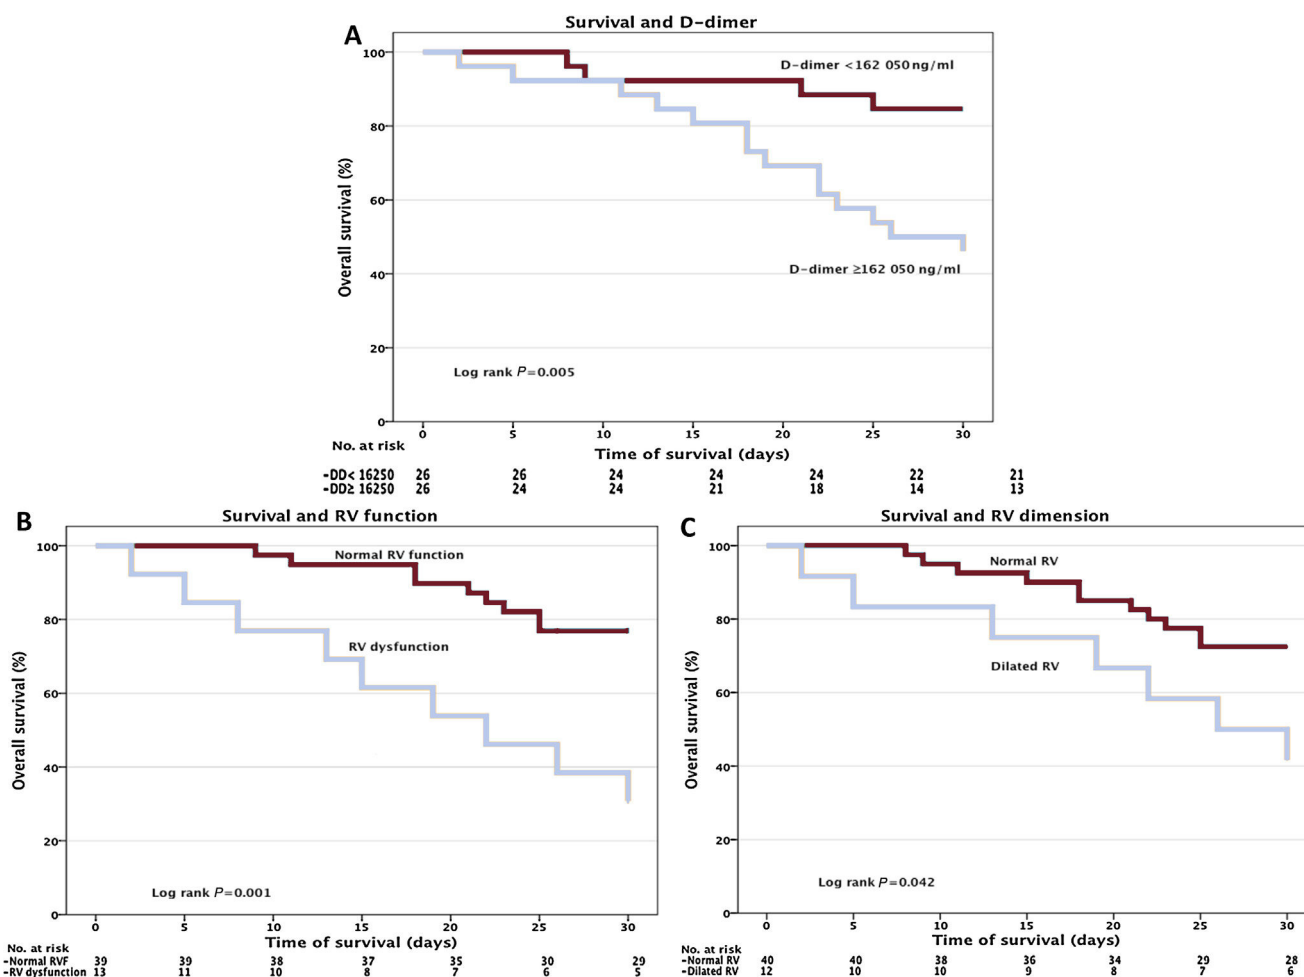 A
Survival and D-dimer
100
80
60
40
20
0
Overall survival (%)
D-dimer <162 050 ng/ml
D-dimer ≥162 050 ng/ml
Log rank P=0.005
0 5 10 15 20 25 30
No. at risk
Time of survival (days)
-DD< 16250 26 26 24 24 24 22 21
-DD≥ 16250 26 24 24 21 18 14 13
B
Survival and RV function
100
80
60
40
20
0
Overall survival (%)
Normal RV function
RV dysfunction
Log rank P=0.001
0 5 10 15 20 25 30
Time of survival (days)
No. at risk
-Normal RVF 39 39 38 37 35 30 29
-RV dysfunction 13 11 10 8 7 6 5
C
Survival and RV dimension
100
80
60
40
20
0
Overall survival (%)
Normal RV
Dilated RV
Log rank P=0.042
0 5 10 15 20 25 30
Time of survival (days)
No. at risk
-Normal RV 40 40 38 36 34 29 28
-Dilated RV 12 10 10 9 8 7 6